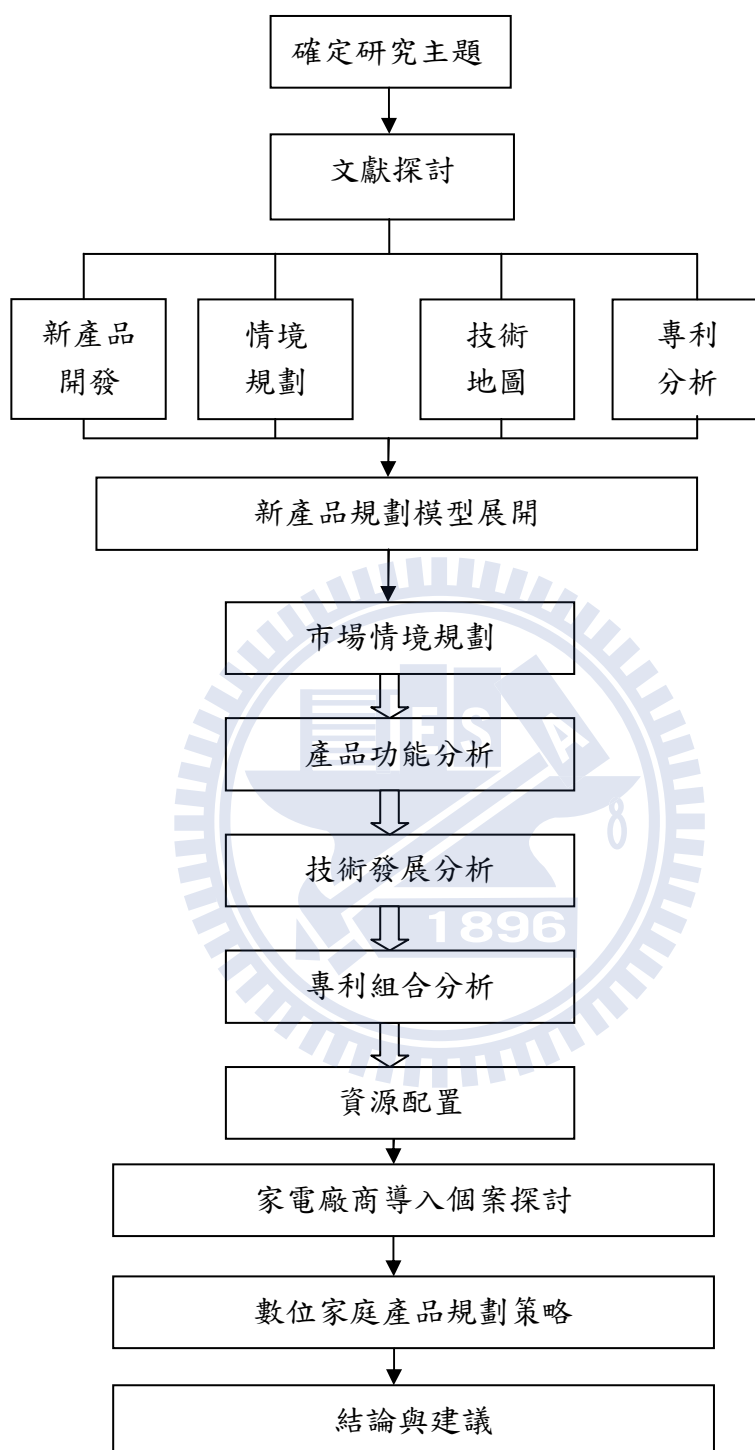 確定研究主題
文獻探討
新產品
開發
情境
規劃
技術
地圖
專利
分析
新產品規劃模型展開
市場情境規劃
ES
A
產品功能分析
技術發展分析
1896
專利組合分析
資源配置
家電廠商導入個案探討
數位家庭產品規劃策略
結論與建議